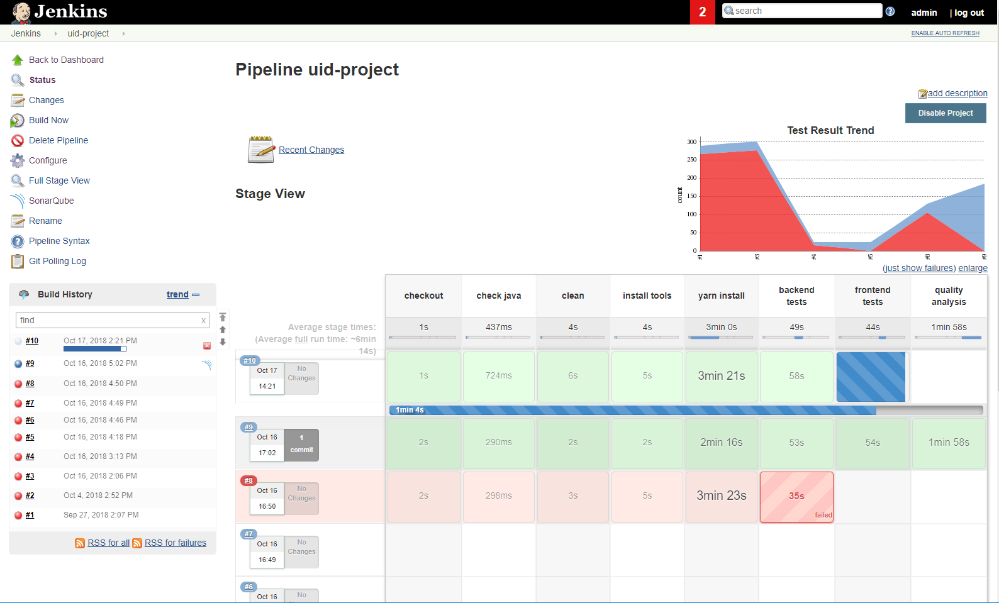 Jenkins
2
search
admin
| log out
Jenkins
uid-project
ENABLE AUTO REFRESH
Back to Dashboard
Status
Changes
Build Now
Delete Pipeline
Configure
Full Stage View
SonarQube
Rename
Pipeline Syntax
Git Polling Log
Build History
trend
find
x
#10 Oct 17, 2018 2:21 PM
#9 Oct 16, 2018 5:02 PM
#8 Oct 16, 2018 4:50 PM
#7 Oct 16, 2018 4:49 PM
#6 Oct 16, 2018 4:46 PM
#5 Oct 16, 2018 4:18 PM
#4 Oct 16, 2018 3:13 PM
#3 Oct 16, 2018 2:06 PM
#2 Oct 4, 2018 2:52 PM
#1 Sep 27, 2018 2:07 PM
RSS for all RSS for failures
Pipeline uid-project
add description
Disable Project
Recent Changes
Test Result Trend
count
300
250
200
150
100
50
0
#1 #3 #4 #5 #8 #9
(just show failures) enlarge
Stage View
checkout
check java
clean
install tools
yarn install
backend
tests
frontend
tests
quality
analysis
Average stage times:
(Average full run time: ~6min
14s)
1s 437ms 4s 4s 3min 0s 49s 44s 1min 58s
#10
Oct 17
14:21
No
Changes
1s 724ms 6s 5s 3min 21s 58s
1min 4s
#9
Oct 16
17:02
1
commit
2s 290ms 2s 2s 2min 16s 53s 54s 1min 58s
#8
Oct 16
16:50
No
Changes
2s 298ms 3s 5s 3min 23s 35s
failed
#7
Oct 16
16:49
No
Changes
#6
Oct 16
No